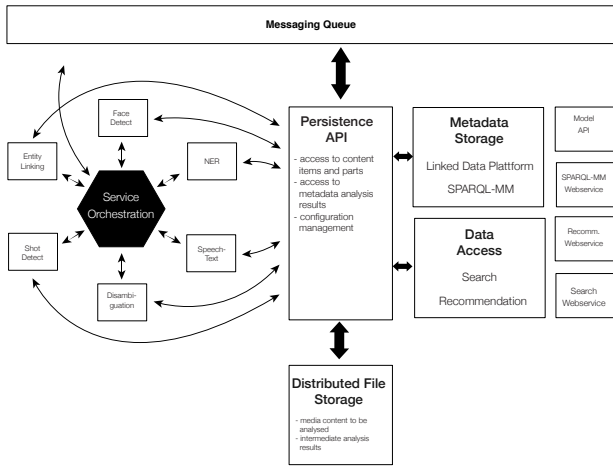 Messaging Queue
Face
Detect
Entity
Linking
NER
Service
Orchestration
Shot
Detect
Speech-
Text
Disambi-
guation
Persistence
API
- access to content
items and parts
- access to
metadata analysis
results
- configuration
management
Metadata
Storage
Linked Data Plattform
SPARQL-MM
Data
Access
Search
Recommendation
Model
API
SPARQL-MM
Webservice
Recomm.
Webservice
Search
Webservice
Distributed File
Storage
- media content to be
analysed
- intermediate analysis
results